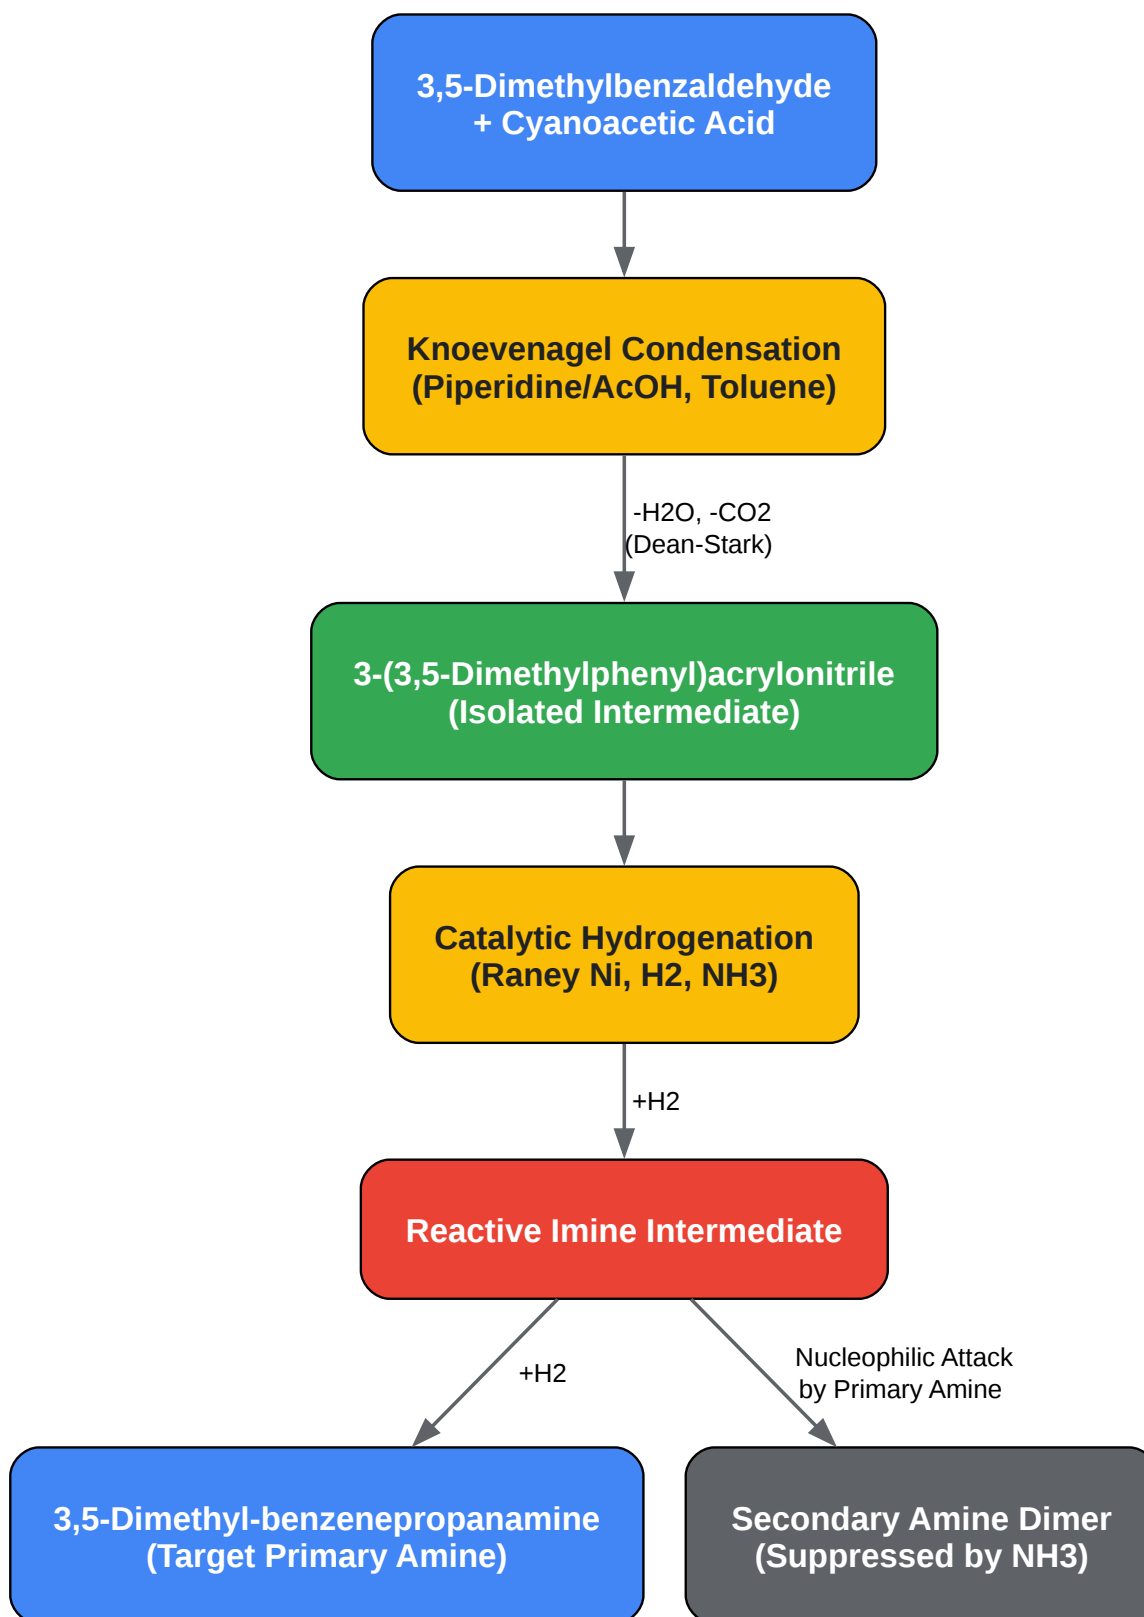 3,5-Dimethylbenzaldehyde
+ Cyanoacetic Acid
Knoevenagel Condensation
(Piperidine/AcOH, Toluene)
-H2O, -CO2
(Dean-Stark)
3-(3,5-Dimethylphenyl)acrylonitrile
(Isolated Intermediate)
Catalytic Hydrogenation
(Raney Ni, H2, NH3)
+H2
Reactive Imine Intermediate
+H2
Nucleophilic Attack
by Primary Amine
3,5-Dimethyl-benzenepropanamine
(Target Primary Amine)
Secondary Amine Dimer
(Suppressed by NH3)